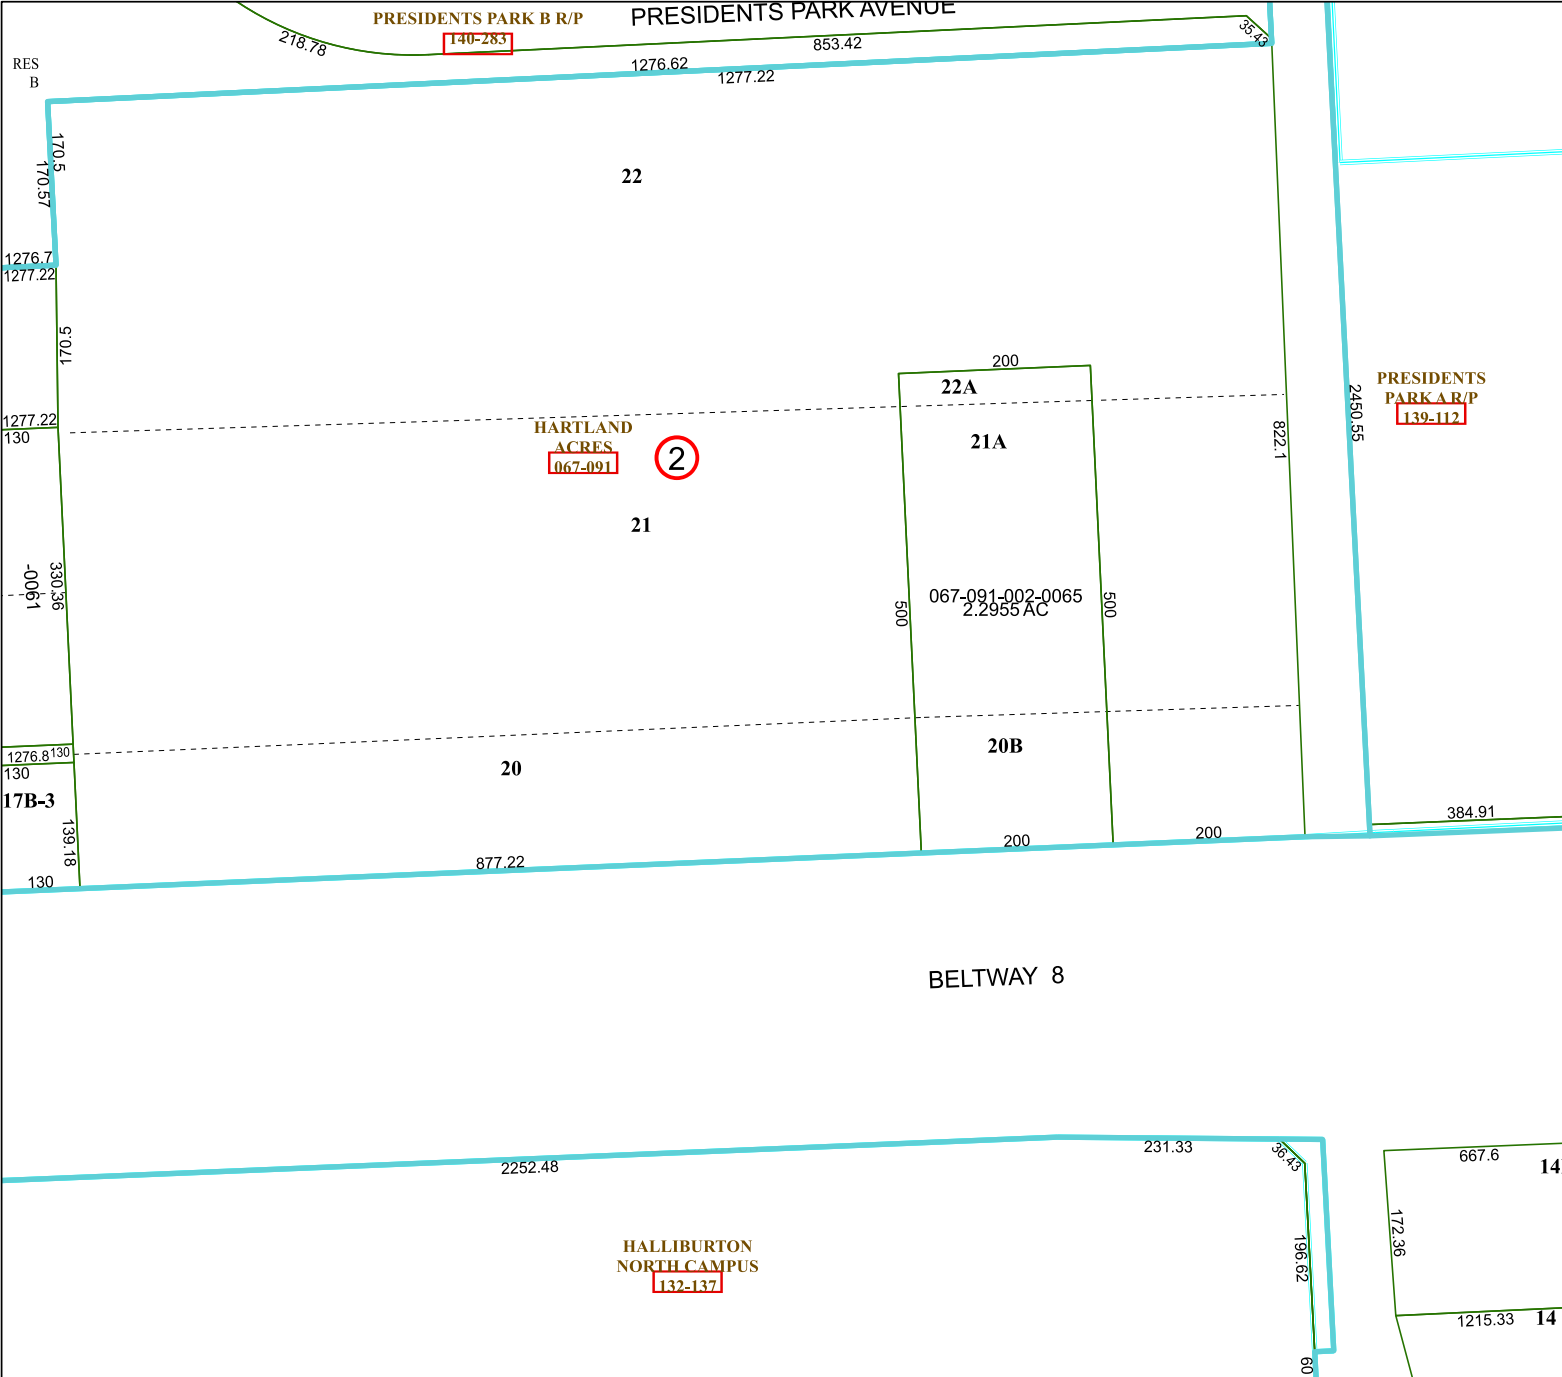 PRESIDENTS PARK B R/P
140-283
PRESIDENTS PARK AVENUE
218.78
853.42
35.43
RES
B
1276.62
1277.22
170.5
170.57
22
1276.7
1277.22
170.5
200
22A
PRESIDENTS
PARK A R/P
139-112
2450.55
1277.22
130
HARTLAND
ACRES
067-091
2
21A
822.1
21
-0061
330.36
500
067-091-002-0065
2.2955 AC
500
1276.8
130
130
20
20B
17B-3
139.18
877.22
200
200
384.91
130
BELTWAY 8
2252.48
231.33
36.43
667.6
14
172.36
196.62
HALLIBURTON
NORTH CAMPUS
132-137
1215.33
14
60